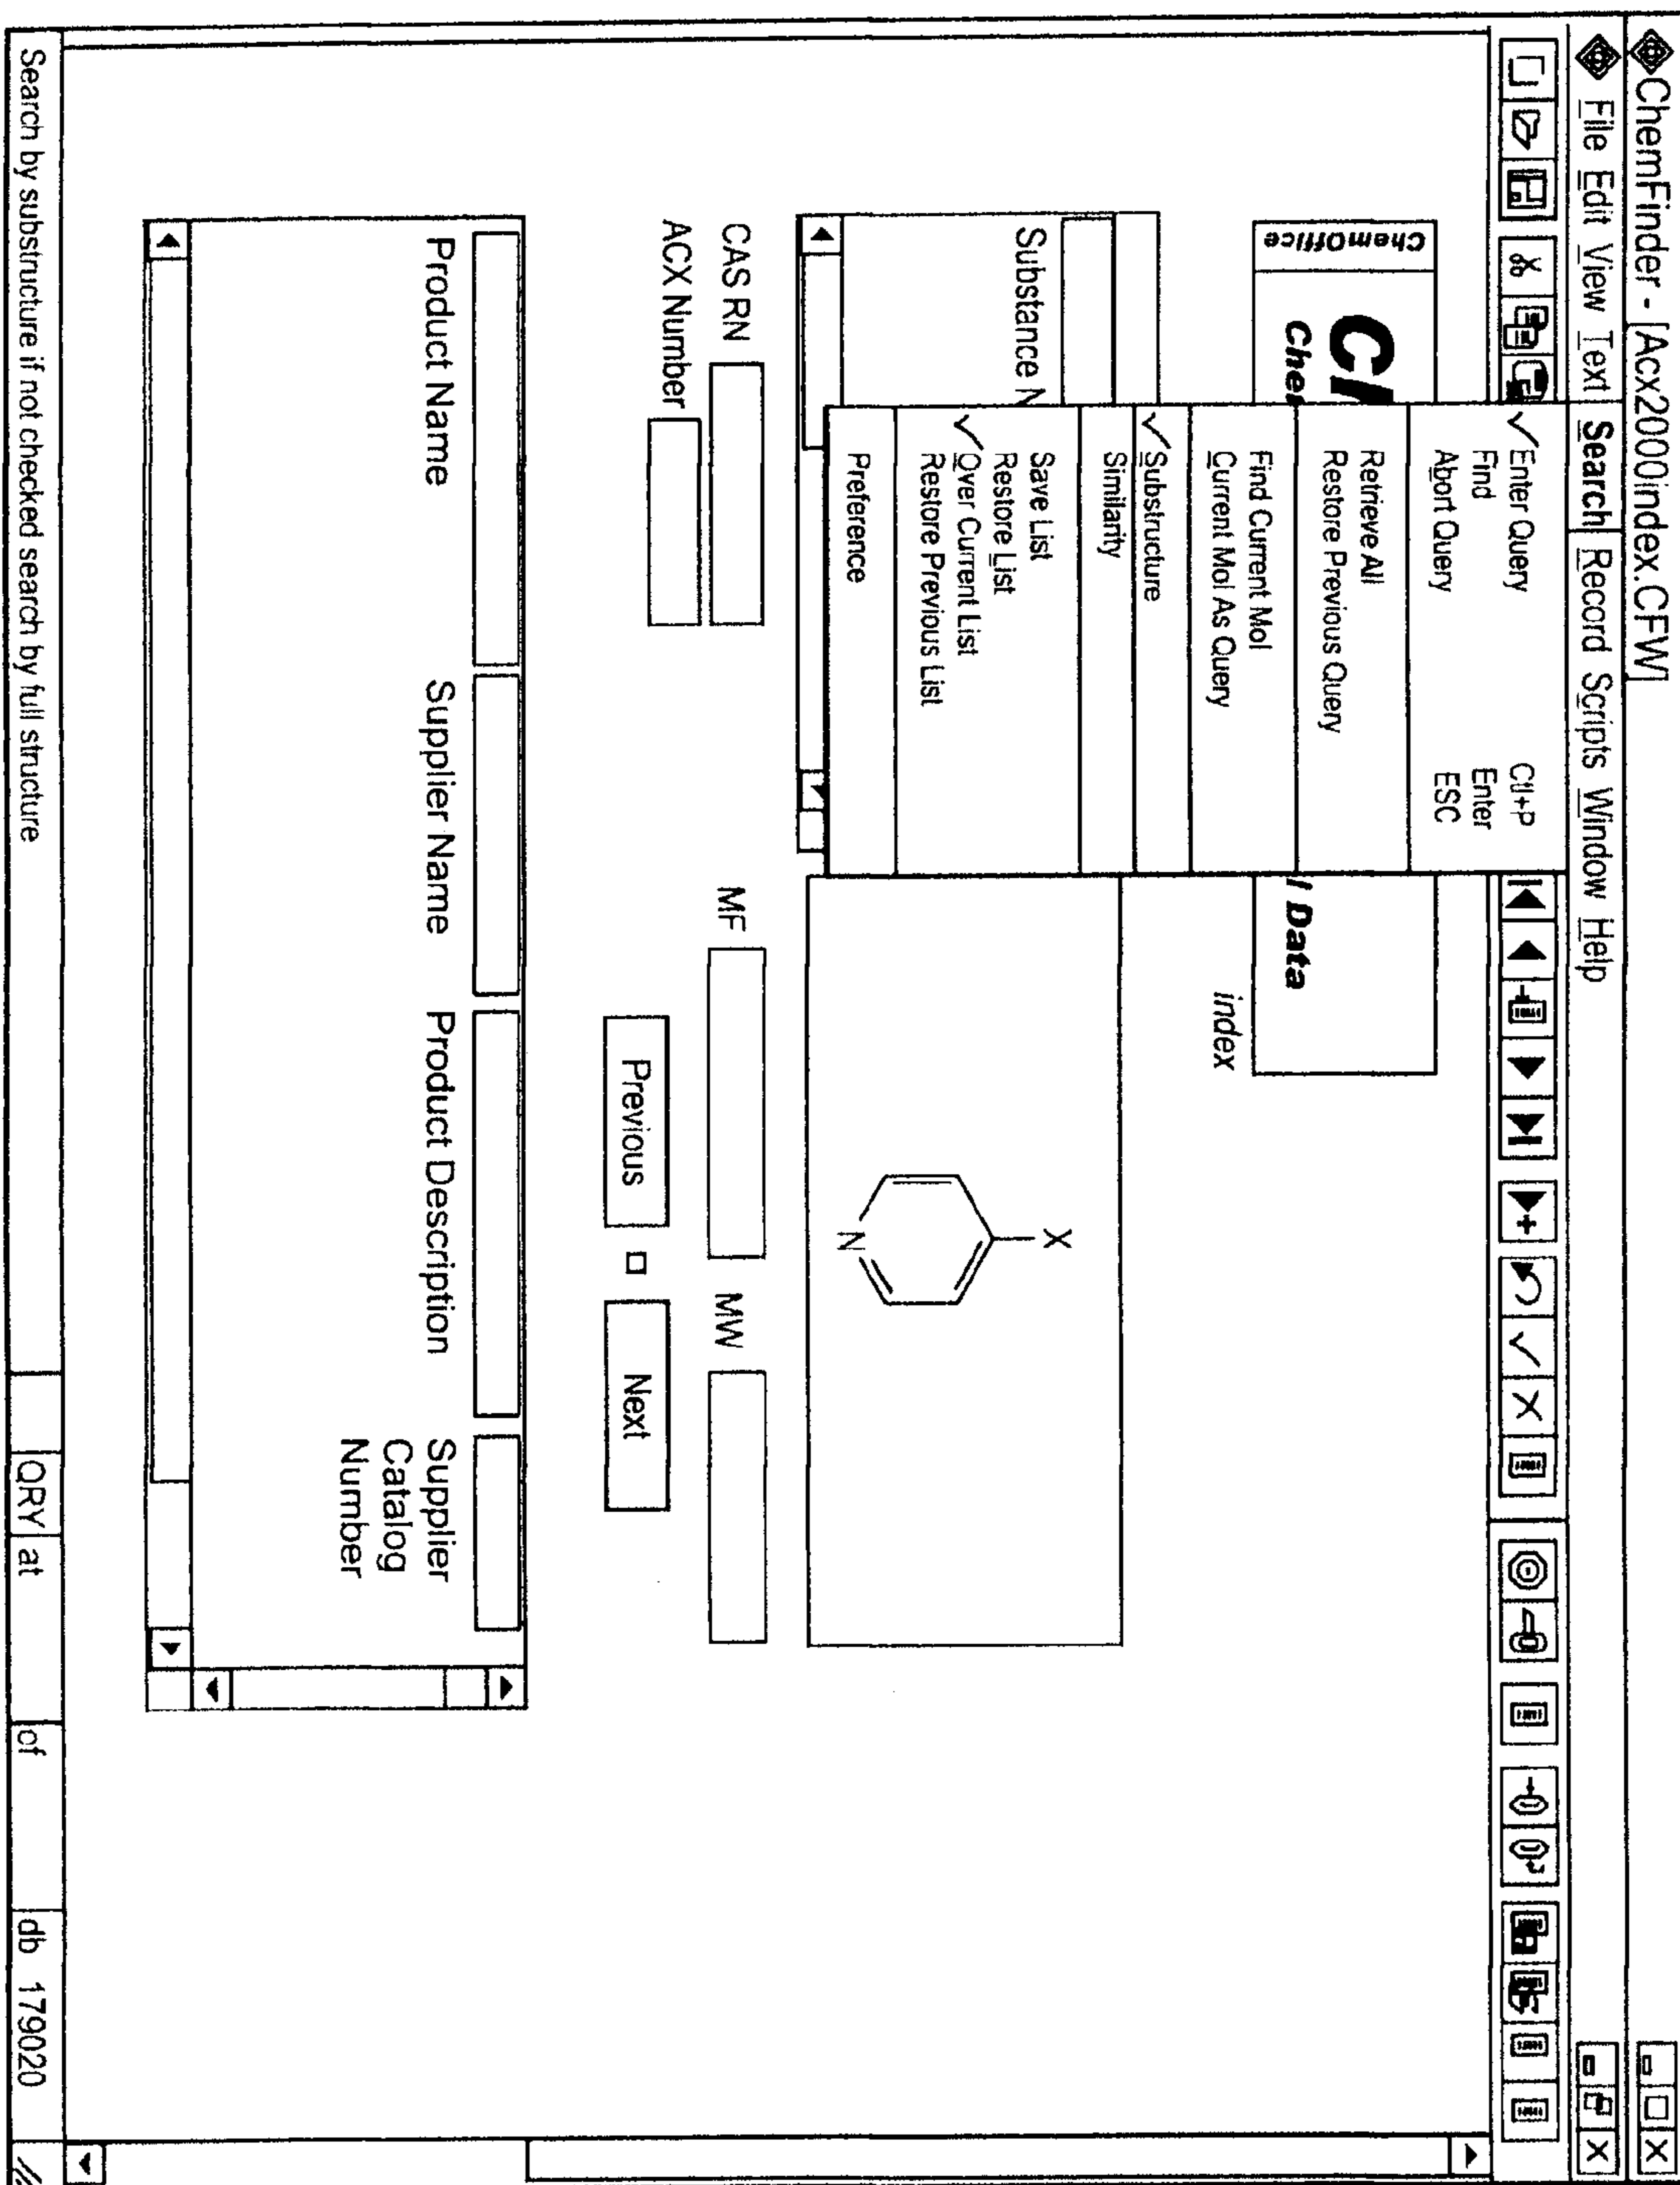 ChemFinder - [Acx2000index.CFW]
File Edit View Text Search Record Scripts Window Help
Enter Query Ctl+P
Find Enter
Abort Query ESC
Retrieve All
Restore Previous Query
Find Current Mol
Current Mol As Query
Substructure
Similarity
Save List
Restore List
Over Current List
Restore Previous List
Preference
ChemOffice
Che
l Data
index
Substance N
X
N
CAS RN
MF
MW
ACX Number
Previous
Next
Product Name
Supplier Name
Product Description
Supplier
Catalog
Number
Search by substructure if not checked search by full structure
QRY at of db 179020